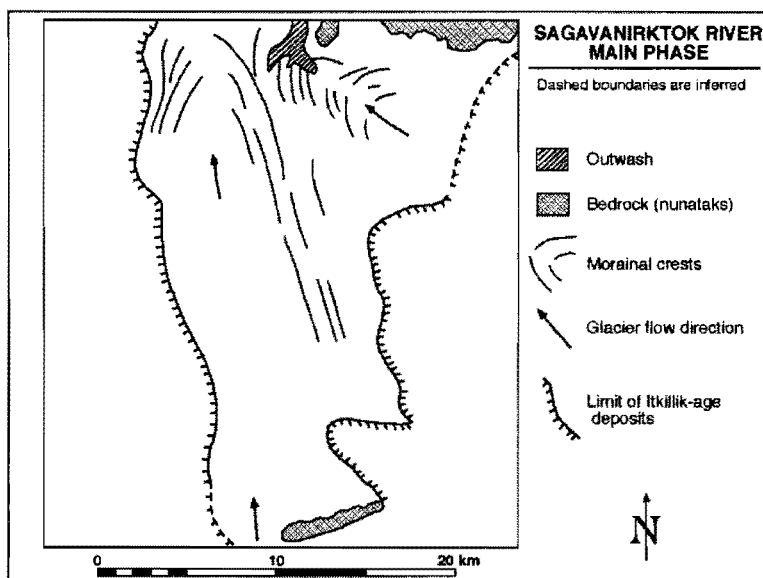 SAGAVANIRKTOK RIVER
MAIN PHASE
Dashed boundaries are inferred
Outwash
Bedrock (nunataks)
Morainal crests
Glacier flow direction
Limit of Itkillik-age
deposits
N
0 10 20 km